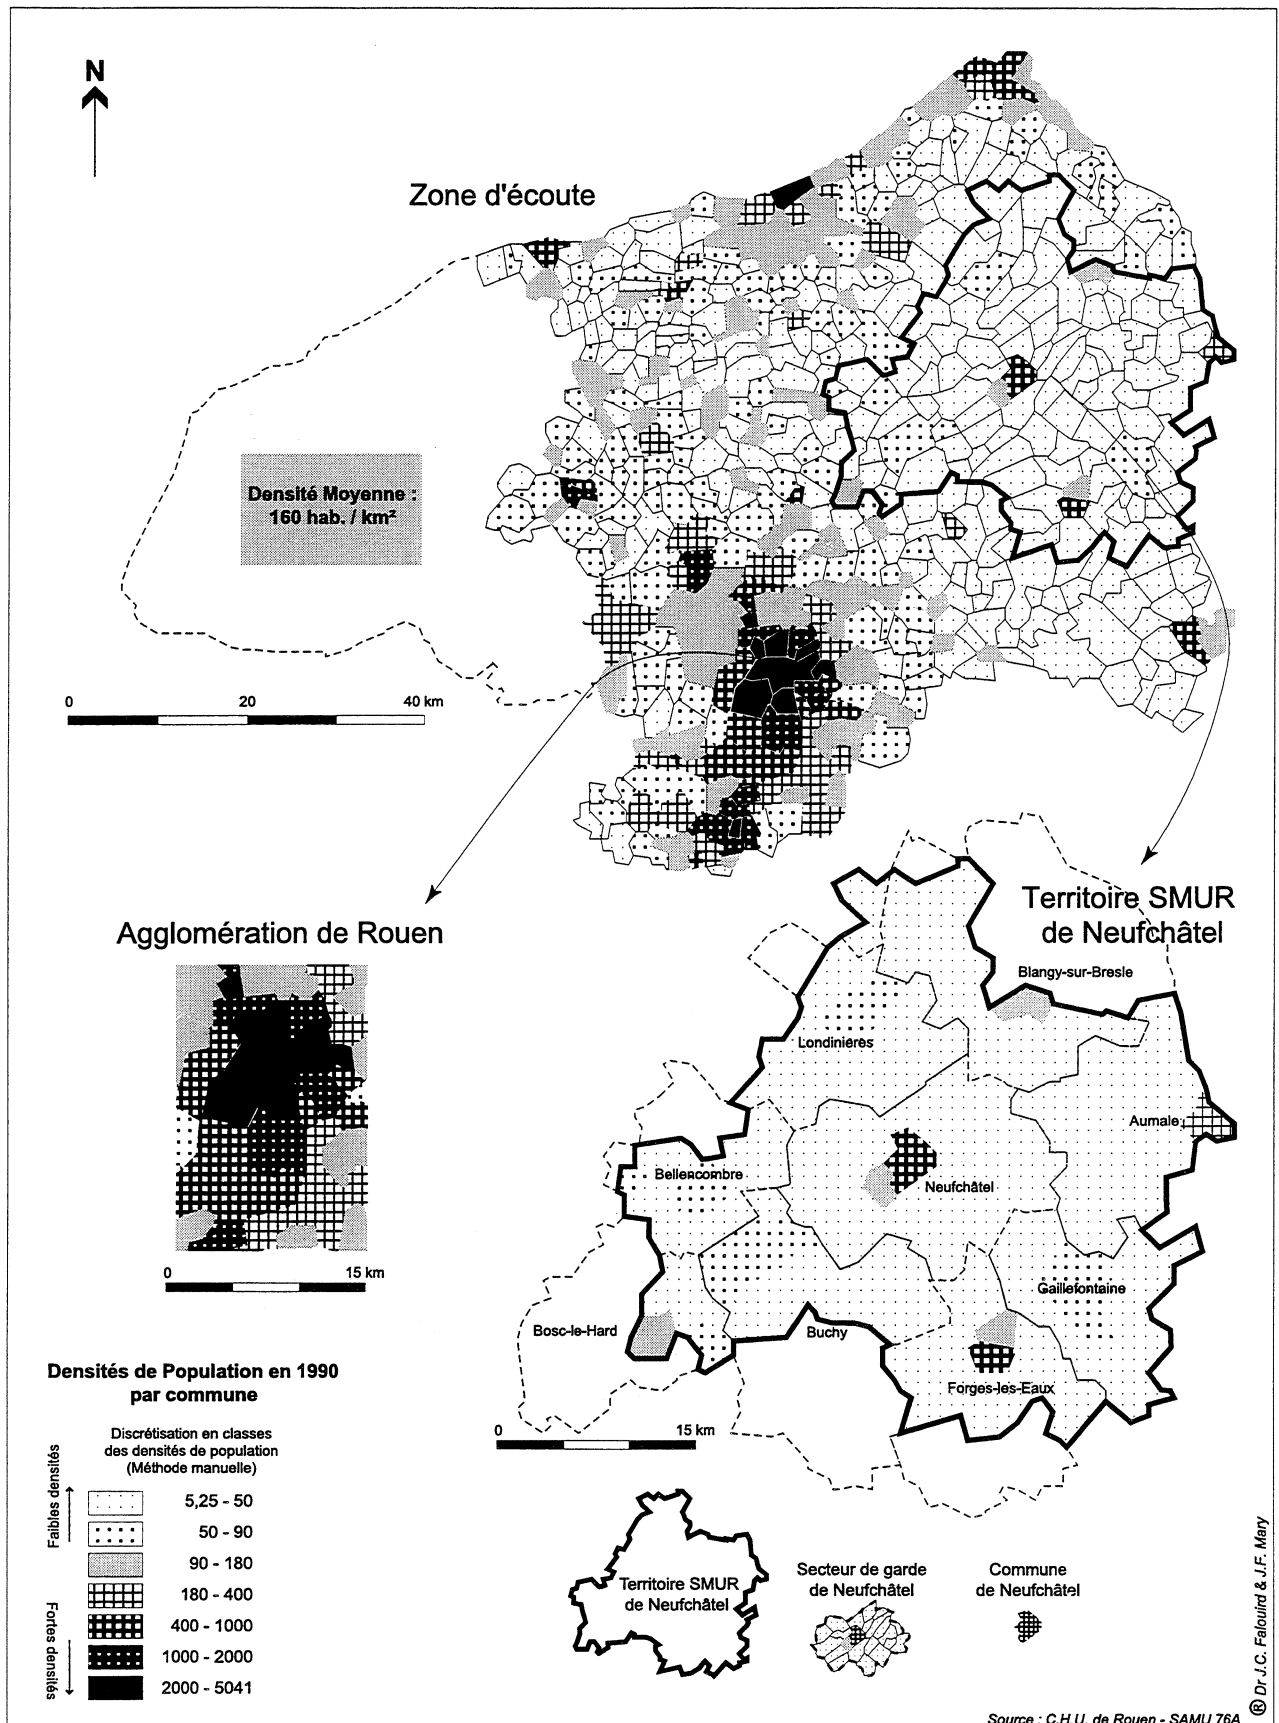 N
Zone d'écoute
Densité Moyenne :
160 hab. / km²
0 20 40 km
Agglomération de Rouen
0 15 km
Territoire SMUR
de Neufchâtel
Blangy-sur-Bresle
Londinières
Aumale
Bellencombre
Neufchâtel
Gaillefontaine
Bosc-le-Hard
Buchy
Forges-les-Eaux
0 15 km
Densités de Population en 1990
par commune
Discrétisation en classes
des densités de population
(Méthode manuelle)
Faibles densités
5,25 - 50
50 - 90
90 - 180
180 - 400
400 - 1000
1000 - 2000
2000 - 5041
Fortes densités
Territoire SMUR
de Neufchâtel
Secteur de garde
de Neufchâtel
Commune
de Neufchâtel
® Dr J.C. Falouird & J.F. Mary
Source : C.H.U. de Rouen - SAMU 76A